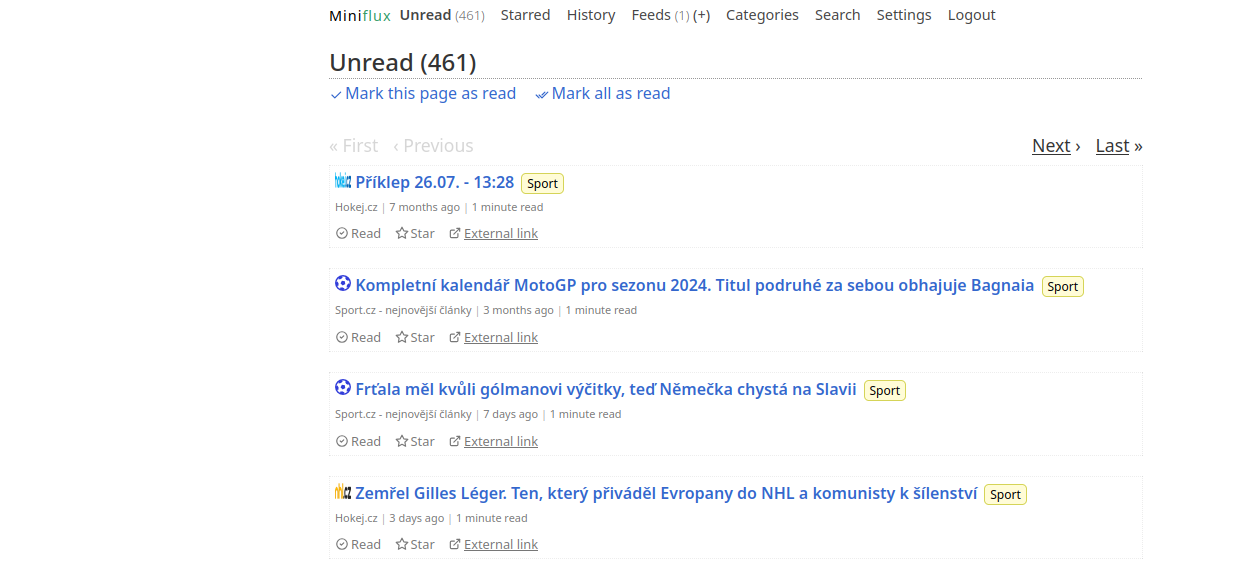 Miniflux Unread (461) Starred History Feeds (1) (+) Categories Search Settings Logout
Unread (461)
Mark this page as read Mark all as read
« First ‹ Previous Next › Last »
Příklep 26.07. - 13:28 Sport
Hokej.cz | 7 months ago | 1 minute read
Read Star External link
Kompletní kalendář MotoGP pro sezonu 2024. Titul podruhé za sebou obhajuje Bagnaia Sport
Sport.cz - nejnovější články | 3 months ago | 1 minute read
Read Star External link
Frťala měl kvůli gólmanovi výčitky, teď Němečka chystá na Slavii Sport
Sport.cz - nejnovější články | 7 days ago | 1 minute read
Read Star External link
Zemřel Gilles Léger. Ten, který přiváděl Evropany do NHL a komunisty k šílenství Sport
Hokej.cz | 3 days ago | 1 minute read
Read Star External link